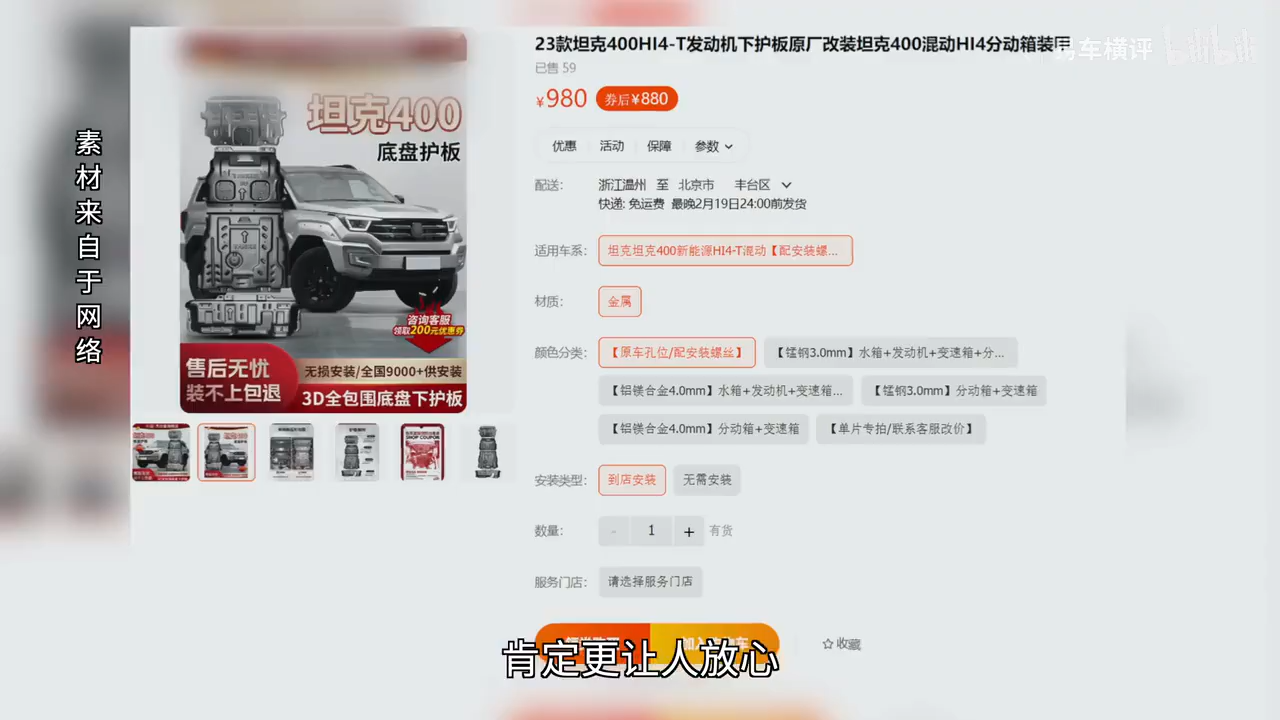 23款坦克400HI4-T发动机下护板原厂改装坦克400混动HI4分动箱装甲
已售 59
¥980 券后¥880
优惠 活动 保障 参数
配送： 浙江温州 至 北京市 丰台区
快递: 免运费 最晚2月19日24:00前发货
适用车系： 坦克坦克400新能源HI4-T混动【配安装螺...
材质： 金属
颜色分类： 【原车孔位/配安装螺丝】 【锰钢3.0mm】水箱+发动机+变速箱+分...
【铝镁合金4.0mm】水箱+发动机+变速箱... 【锰钢3.0mm】分动箱+变速箱
【铝镁合金4.0mm】分动箱+变速箱 【单片专拍/联系客服改价】
安装类型： 到店安装 无需安装
数量： - 1 + 有货
服务门店： 请选择服务门店
收藏
坦克400
底盘护板
咨询客服
领取200元优惠券
售后无忧
装不上包退
无损安装/全国9000+供安装
3D全包围底盘下护板
素材来自于网络
易车横评 bilibili
肯定更让人放心